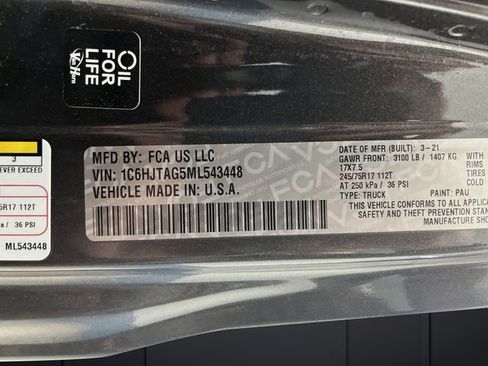 OIL
FOR
LIFE
Van Horn
3
EVER EXCEED
5R17 112T
a / 36 PSI
ML543448
MFD. BY: FCA US LLC
VIN: 1C6HJTAG5ML543448
VEHICLE MADE IN U.S.A.
DATE OF MFR (BUILT): 3-21
GAWR FRONT: 3100 LB / 1407 KG WITH
17X7.5 RIMS
245/75R17 112T TIRES
AT 250 kPa / 36 PSI
TYPE: TRUCK PAINT: PAU
THIS VEHICLE CONFORMS TO ALL
SAFETY AND THEFT PREVENTION STAN
MANUFACTURE SHO